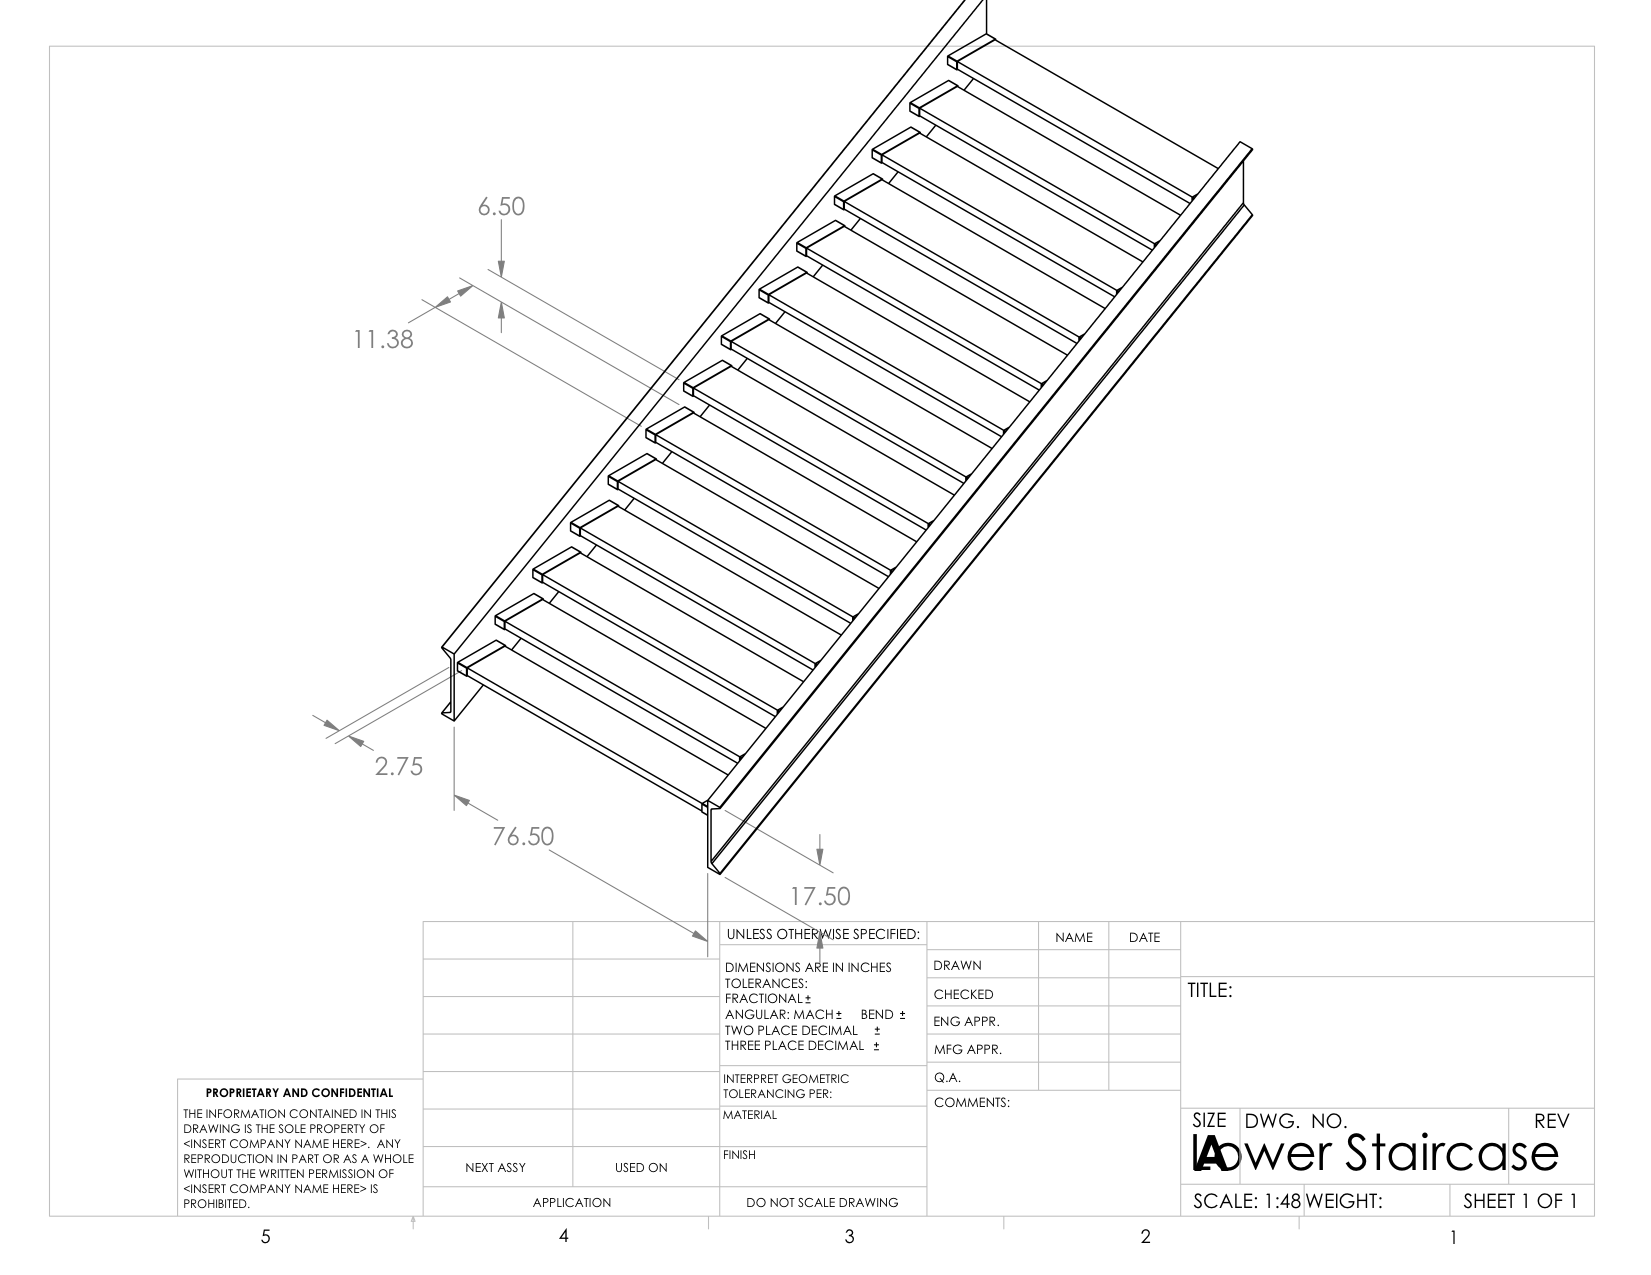 6.50
11.38
2.75
76.50
17.50
UNLESS OTHERWISE SPECIFIED:
DIMENSIONS ARE IN INCHES
TOLERANCES:
FRACTIONAL ±
ANGULAR: MACH ± BEND ±
TWO PLACE DECIMAL ±
THREE PLACE DECIMAL ±
INTERPRET GEOMETRIC
TOLERANCING PER:
MATERIAL
FINISH
DO NOT SCALE DRAWING
NAME DATE
DRAWN
CHECKED
ENG APPR.
MFG APPR.
Q.A.
COMMENTS:
TITLE:
SIZE DWG. NO. REV
A Lower Staircase
SCALE: 1:48 WEIGHT: SHEET 1 OF 1
PROPRIETARY AND CONFIDENTIAL
THE INFORMATION CONTAINED IN THIS
DRAWING IS THE SOLE PROPERTY OF
<INSERT COMPANY NAME HERE>. ANY
REPRODUCTION IN PART OR AS A WHOLE
WITHOUT THE WRITTEN PERMISSION OF
<INSERT COMPANY NAME HERE> IS
PROHIBITED.
NEXT ASSY USED ON
APPLICATION
5 4 3 2 1